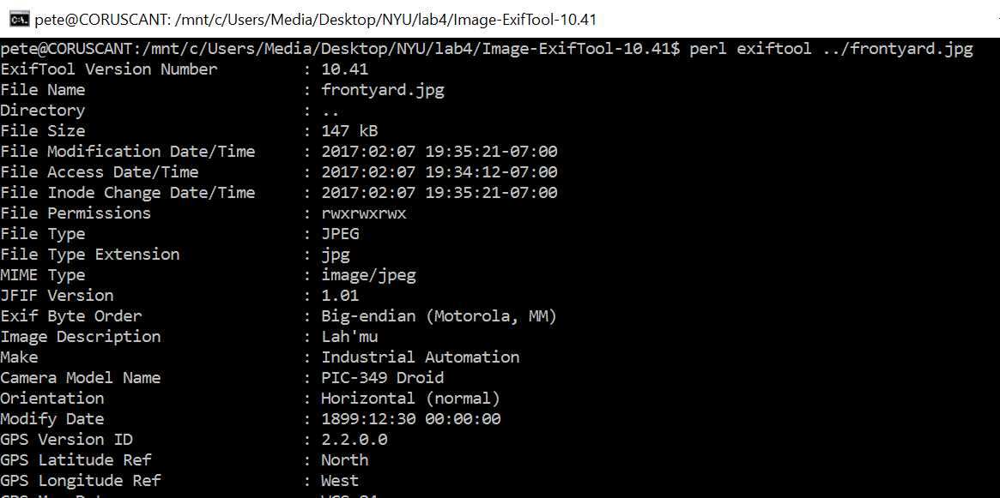 pete@CORUSCANT: /mnt/c/Users/Media/Desktop/NYU/lab4/Image-ExifTool-10.41
pete@CORUSCANT:/mnt/c/Users/Media/Desktop/NYU/lab4/Image-ExifTool-10.41$ perl exiftool ../frontyard.jpg
ExifTool Version Number : 10.41
File Name : frontyard.jpg
Directory : ..
File Size : 147 kB
File Modification Date/Time : 2017:02:07 19:35:21-07:00
File Access Date/Time : 2017:02:07 19:34:12-07:00
File Inode Change Date/Time : 2017:02:07 19:35:21-07:00
File Permissions : rwxrwxrwx
File Type : JPEG
File Type Extension : jpg
MIME Type : image/jpeg
JFIF Version : 1.01
Exif Byte Order : Big-endian (Motorola, MM)
Image Description : Lah'mu
Make : Industrial Automation
Camera Model Name : PIC-349 Droid
Orientation : Horizontal (normal)
Modify Date : 1899:12:30 00:00:00
GPS Version ID : 2.2.0.0
GPS Latitude Ref : North
GPS Longitude Ref : West